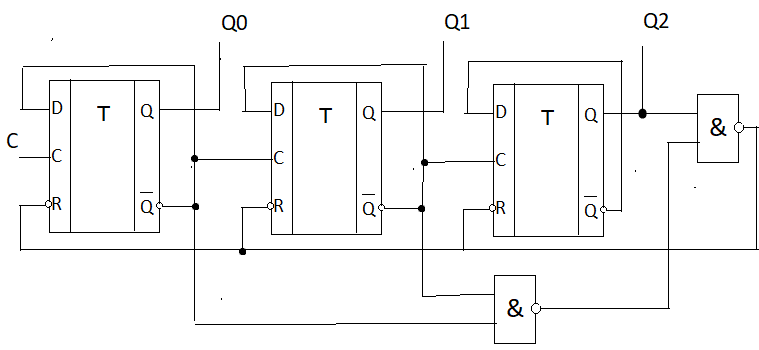 Q0 Q1 Q2
D T Q D T Q D T Q
&
C C C C
R Q̅ R Q̅ R Q̅
&